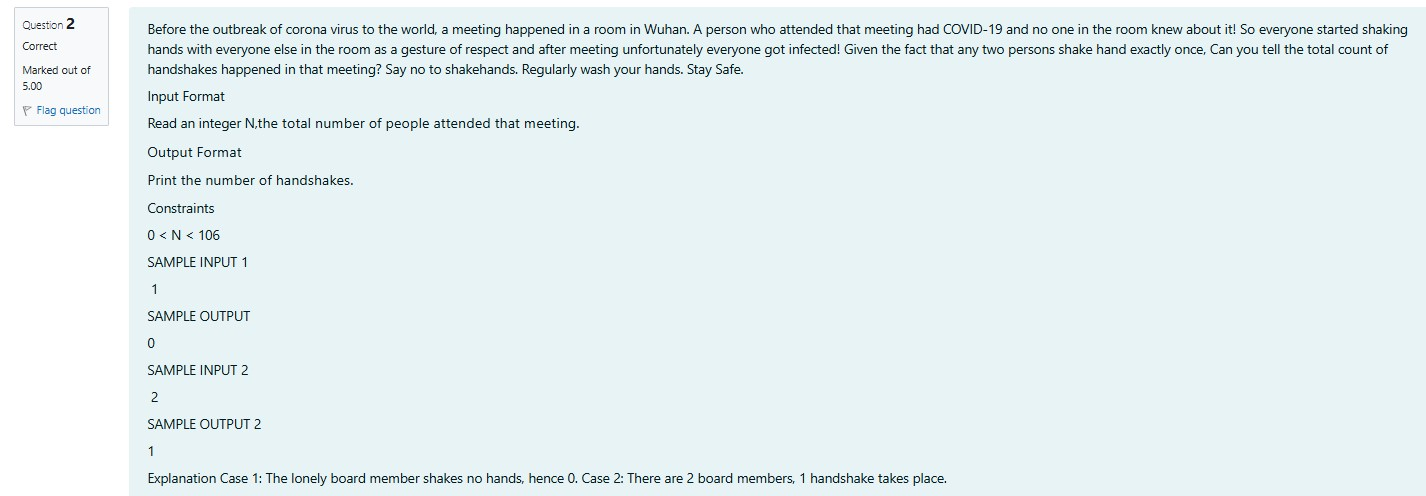 Question 2
Correct
Marked out of
5.00
Flag question
Before the outbreak of corona virus to the world, a meeting happened in a room in Wuhan. A person who attended that meeting had COVID-19 and no one in the room knew about it! So everyone started shaking
hands with everyone else in the room as a gesture of respect and after meeting unfortunately everyone got infected! Given the fact that any two persons shake hand exactly once, Can you tell the total count of
handshakes happened in that meeting? Say no to shakehands. Regularly wash your hands. Stay Safe.
Input Format
Read an integer N,the total number of people attended that meeting.
Output Format
Print the number of handshakes.
Constraints
0 < N < 106
SAMPLE INPUT 1
1
SAMPLE OUTPUT
0
SAMPLE INPUT 2
2
SAMPLE OUTPUT 2
1
Explanation Case 1: The lonely board member shakes no hands, hence 0. Case 2: There are 2 board members, 1 handshake takes place.